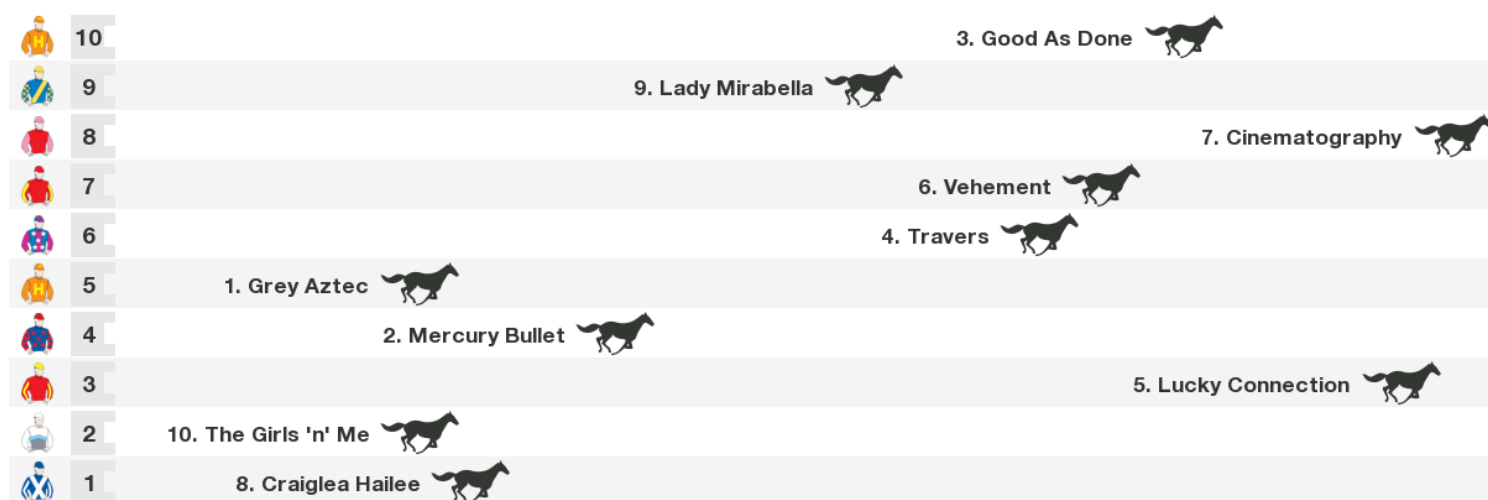 10 3. Good As Done
9 9. Lady Mirabella
8 7. Cinematography
7 6. Vehement
6 4. Travers
5 1. Grey Aztec
4 2. Mercury Bullet
3 5. Lucky Connection
2 10. The Girls 'n' Me
1 8. Craiglea Hailee
H
H